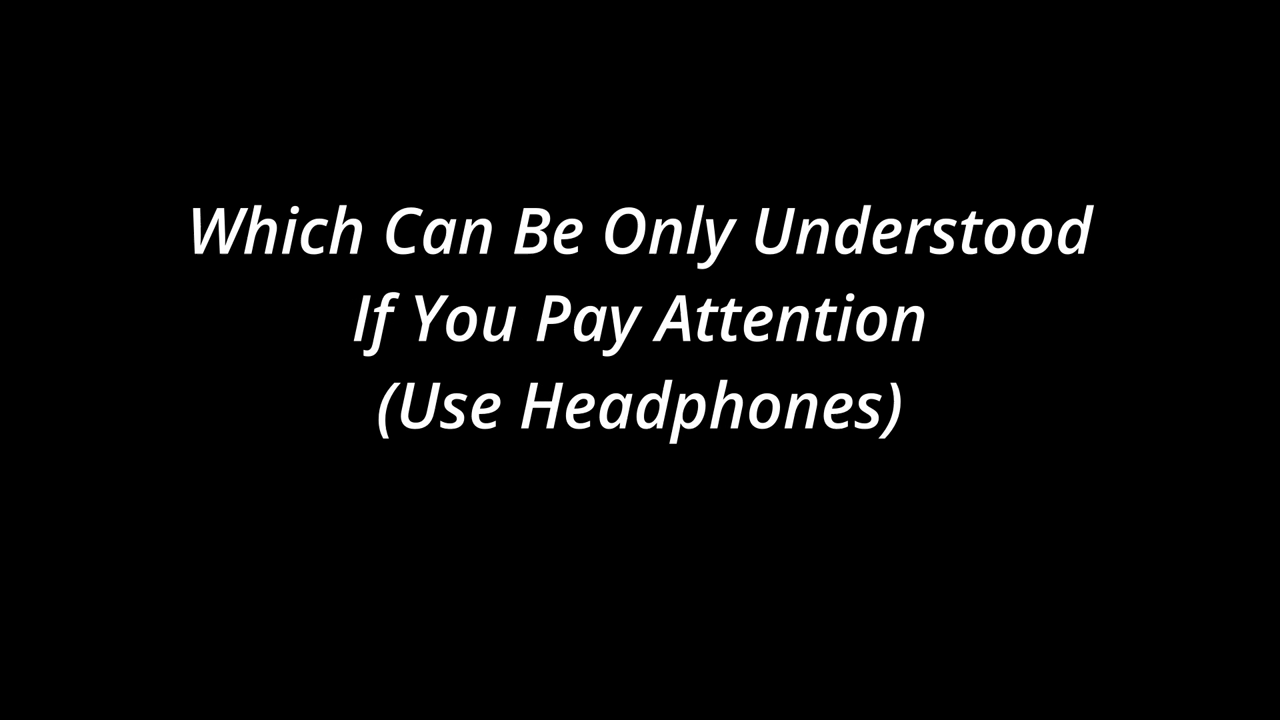 Which Can Be Only Understood
If You Pay Attention
(Use Headphones)